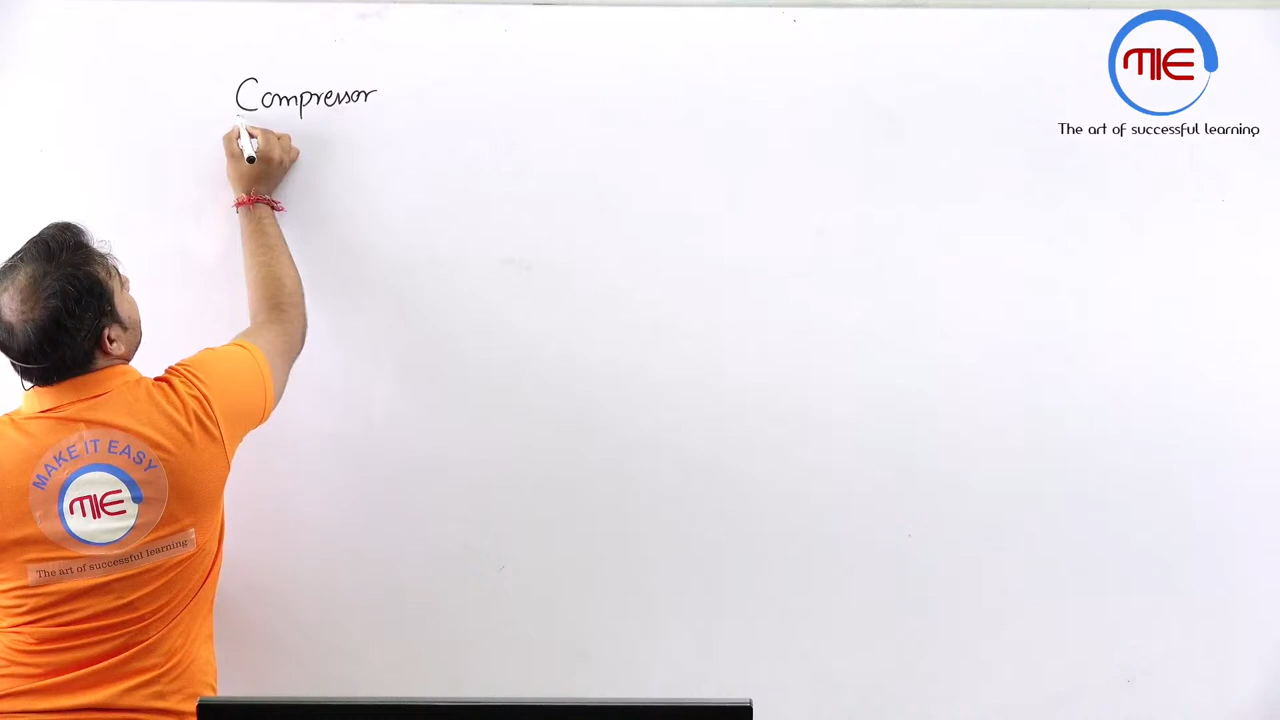 Compressor
MIE
The art of successful learning
MAKE IT EASY
MIE
The art of successful learning